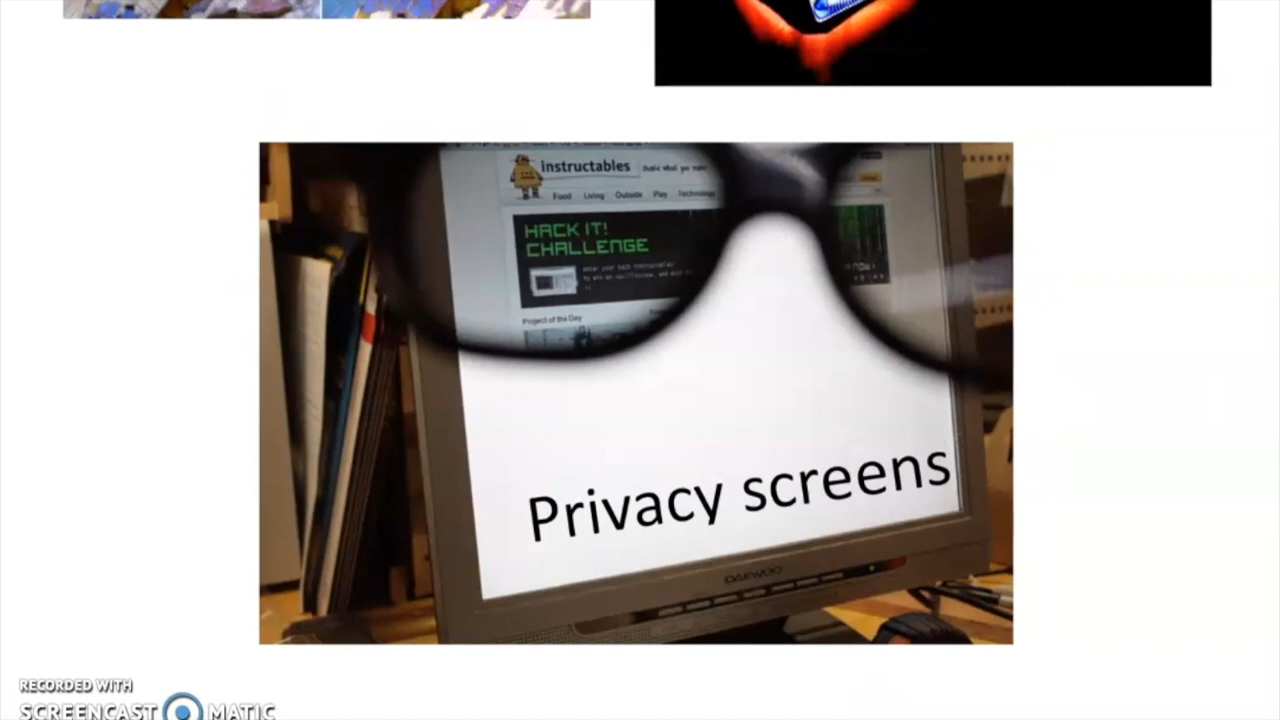 instructables
Food Living Outside Play Technology
HACK IT!
CHALLENGE
Project of the Day
Privacy screens
DAEWOO
RECORDED WITH
SCREENCAST MATIC